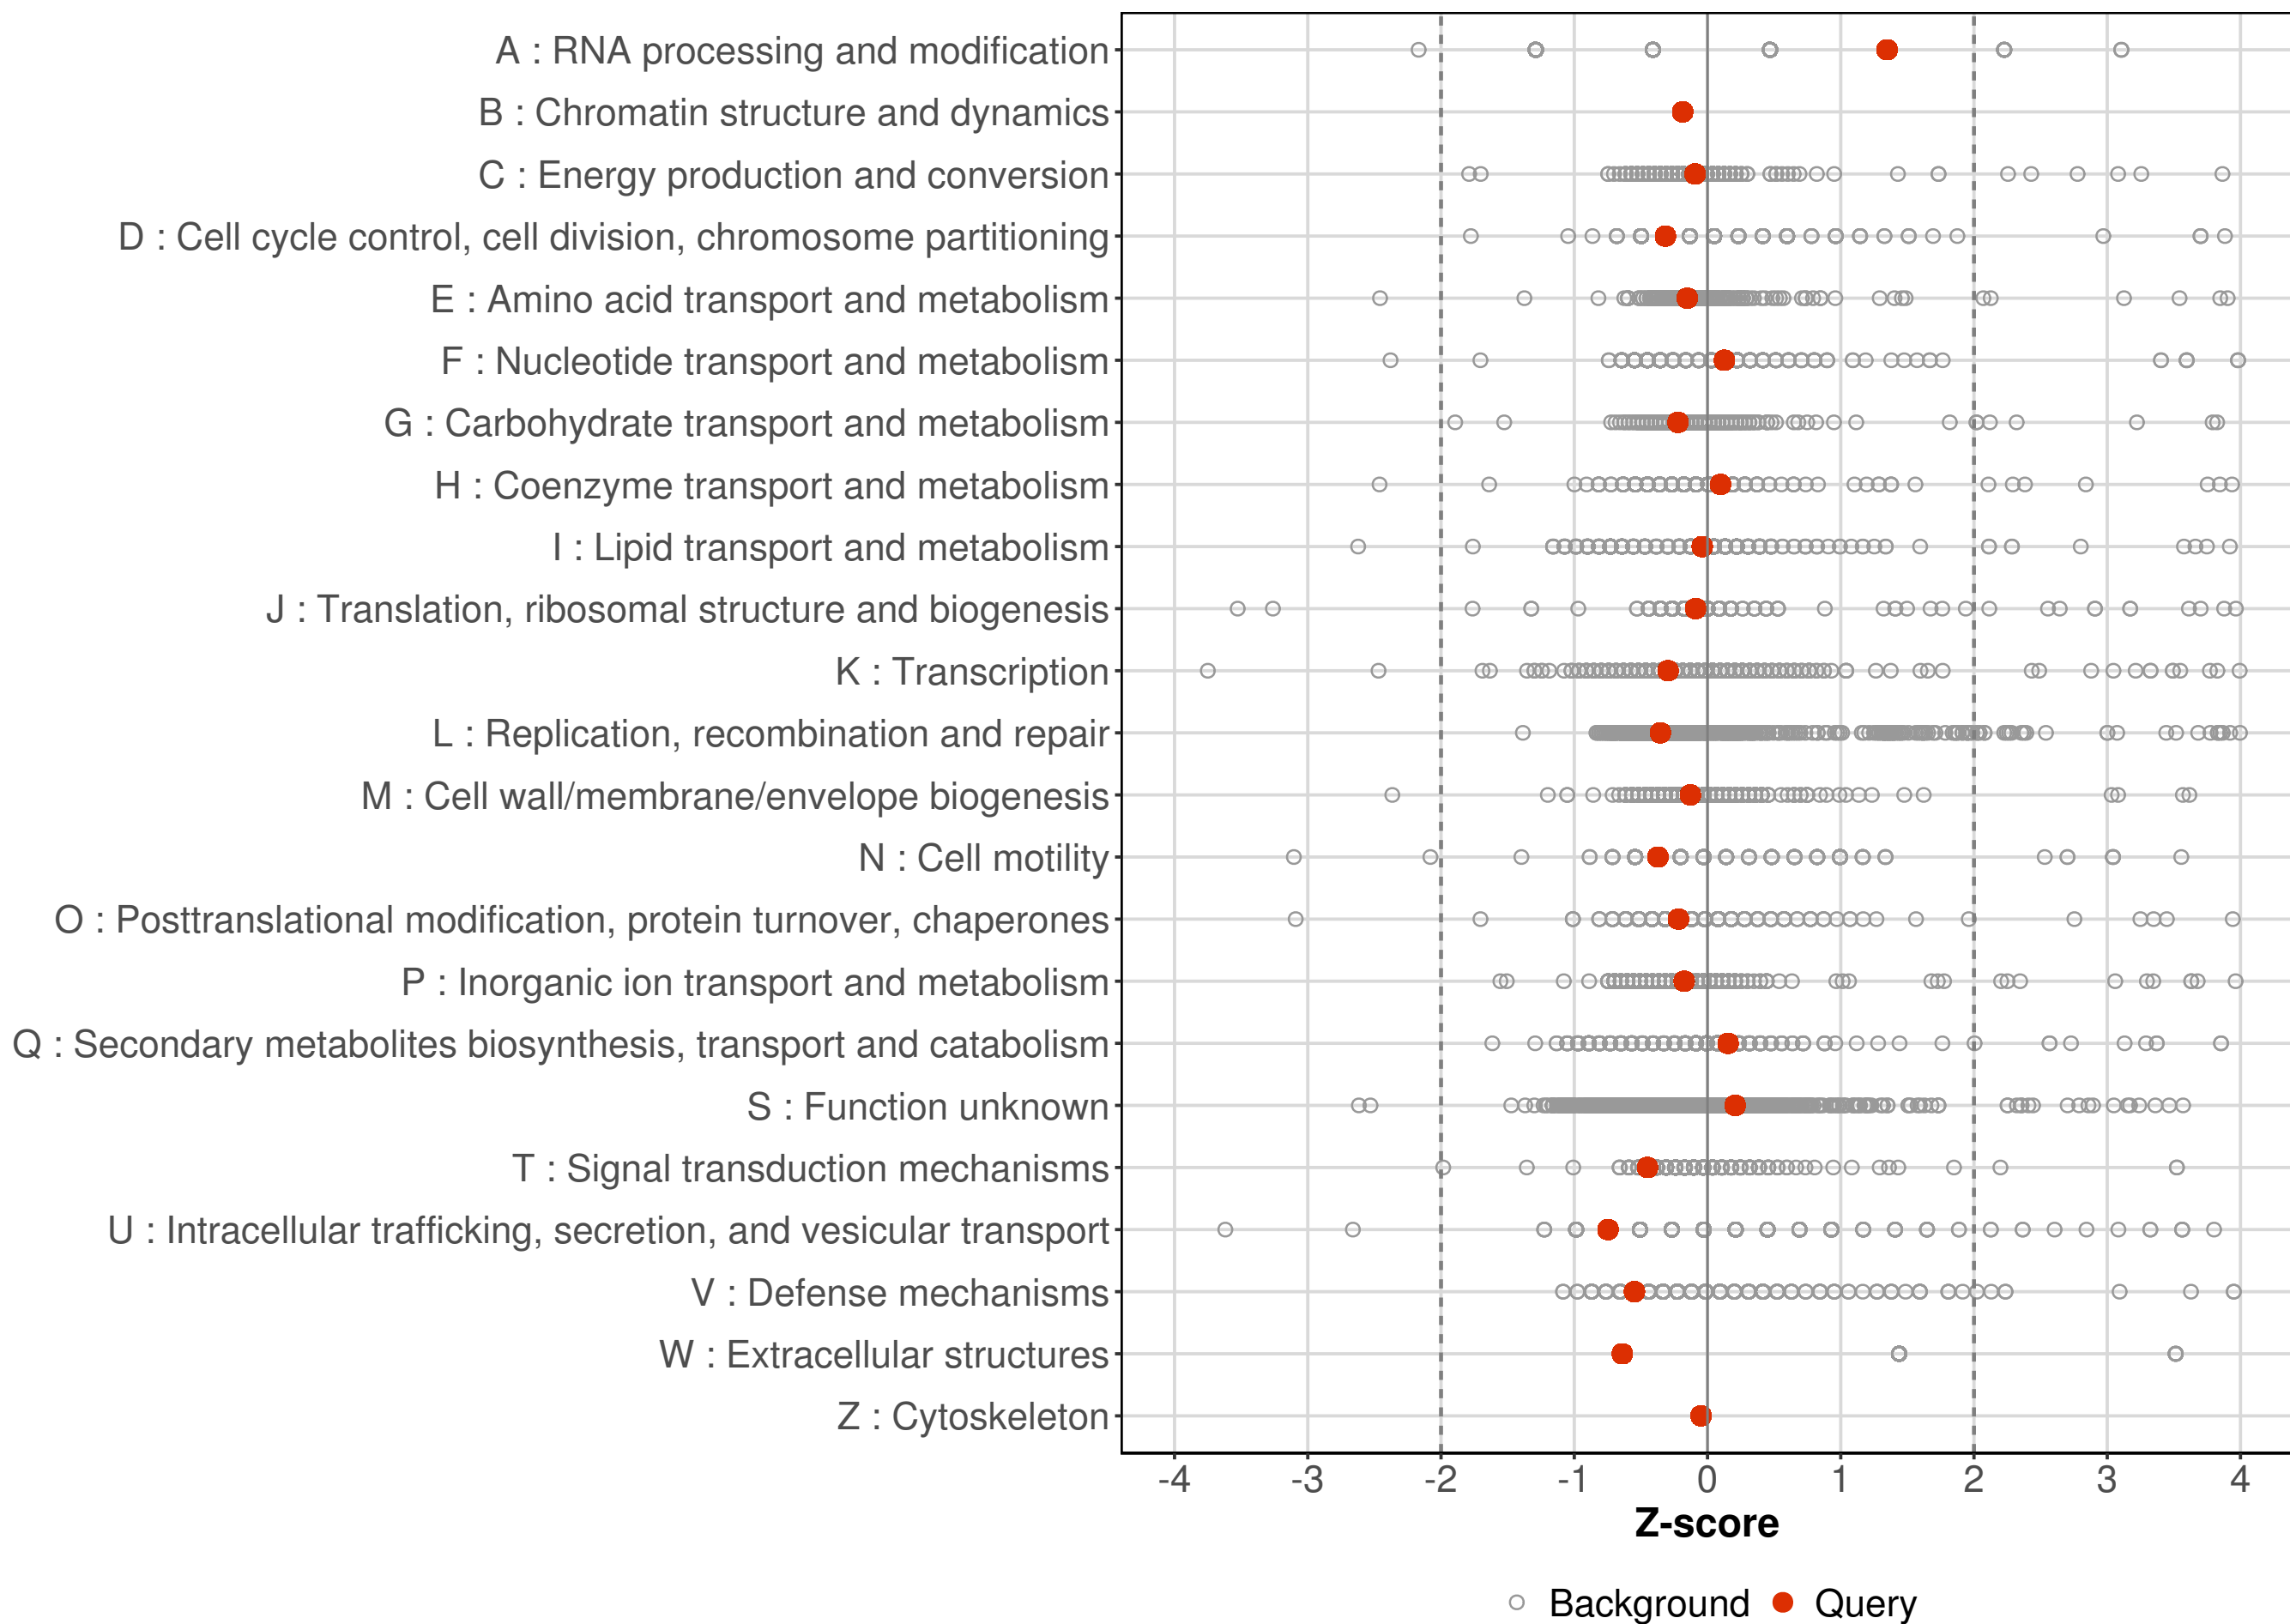 A : RNA processing and modification
B : Chromatin structure and dynamics
C : Energy production and conversion
D : Cell cycle control, cell division, chromosome partitioning
E : Amino acid transport and metabolism
F : Nucleotide transport and metabolism
G : Carbohydrate transport and metabolism
H : Coenzyme transport and metabolism
I : Lipid transport and metabolism
J : Translation, ribosomal structure and biogenesis
K : Transcription
L : Replication, recombination and repair
M : Cell wall/membrane/envelope biogenesis
N : Cell motility
O : Posttranslational modification, protein turnover, chaperones
P : Inorganic ion transport and metabolism
Q : Secondary metabolites biosynthesis, transport and catabolism
S : Function unknown
T : Signal transduction mechanisms
U : Intracellular trafficking, secretion, and vesicular transport
V : Defense mechanisms
W : Extracellular structures
Z : Cytoskeleton
-4 -3 -2 -1 0 1 2 3 4
Z-score
Background Query